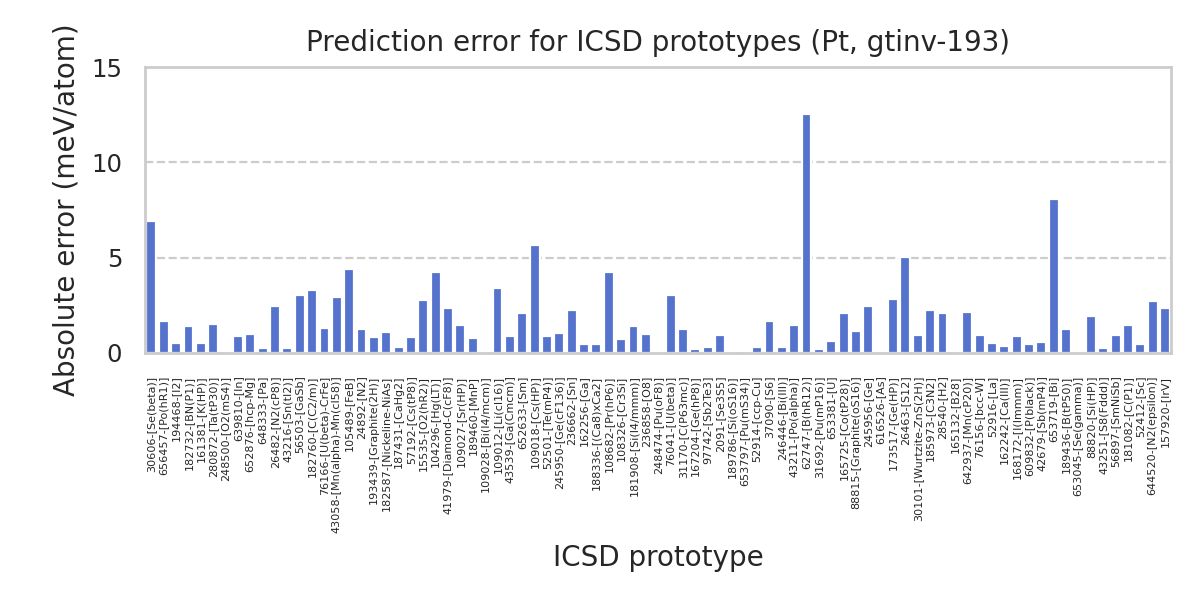 Prediction error for ICSD prototypes (Pt, gtinv-193)
Absolute error (meV/atom)
15
10
5
0
30606-[Se(beta)]
656457-[Po(hR1)]
194468-[I2]
182732-[BN(P1)]
161381-[K(HP)]
280872-[Ta(tP30)]
248500-[O2(mS4)]
639810-[In]
652876-[hcp-Mg]
648333-[Pa]
26482-[N2(cP8)]
43216-[Sn(tI2)]
56503-[GaSb]
182760-[C(C2/m)]
76166-[U(beta)-CrFe]
43058-[Mn(alpha)-Mn(cI58)]
105489-[FeB]
24892-[N2]
193439-[Graphite(2H)]
182587-[Nickeline-NiAs]
187431-[CaHg2]
57192-[Cs(tP8)]
15535-[O2(hR2)]
104296-[Hg(LT)]
41979-[Diamond-C(cF8)]
109027-[Sr(HP)]
189460-[MnP]
109028-[Bi(I4/mcm)]
109012-[Li(cI16)]
43539-[Ga(Cmcm)]
652633-[Sm]
109018-[Cs(HP)]
52501-[Te(mP4)]
245950-[Ge(cF136)]
236662-[Sn]
162256-[Ga]
188336-[(Ca8)xCa2]
108682-[Pr(hP6)]
108326-[Cr3Si]
181908-[Si(I4/mmm)]
236858-[O8]
248474-[Pu(oF8)]
76041-[U(beta)]
31170-[C(P63mc)]
167204-[Ge(hP8)]
97742-[Sb2Te3]
2091-[Se3S5]
189786-[Si(oS16)]
653797-[Pu(mS34)]
52914-[ccp-Cu]
37090-[S6]
246446-[Bi(III)]
43211-[Po(alpha)]
62747-[B(hR12)]
31692-[Pu(mP16)]
653381-[U]
165725-[Co(tP28)]
88815-[Graphite(oS16)]
245956-[Ge]
616526-[As]
173517-[Ge(HP)]
26463-[S12]
30101-[Wurtzite-ZnS(2H)]
185973-[C3N2]
28540-[H2]
165132-[B28]
642937-[Mn(cP20)]
76156-[bcc-W]
52916-[La]
162242-[Ca(III)]
168172-[I(Immm)]
609832-[P(black)]
42679-[Sb(mP4)]
653719-[Bi]
189436-[B(tP50)]
653045-[Se(gamma)]
88820-[Si(HP)]
43251-[S8(Fddd)]
56897-[SmNiSb]
181082-[C(P1)]
52412-[Sc]
644520-[N2(epsilon)]
157920-[IrV]
ICSD prototype